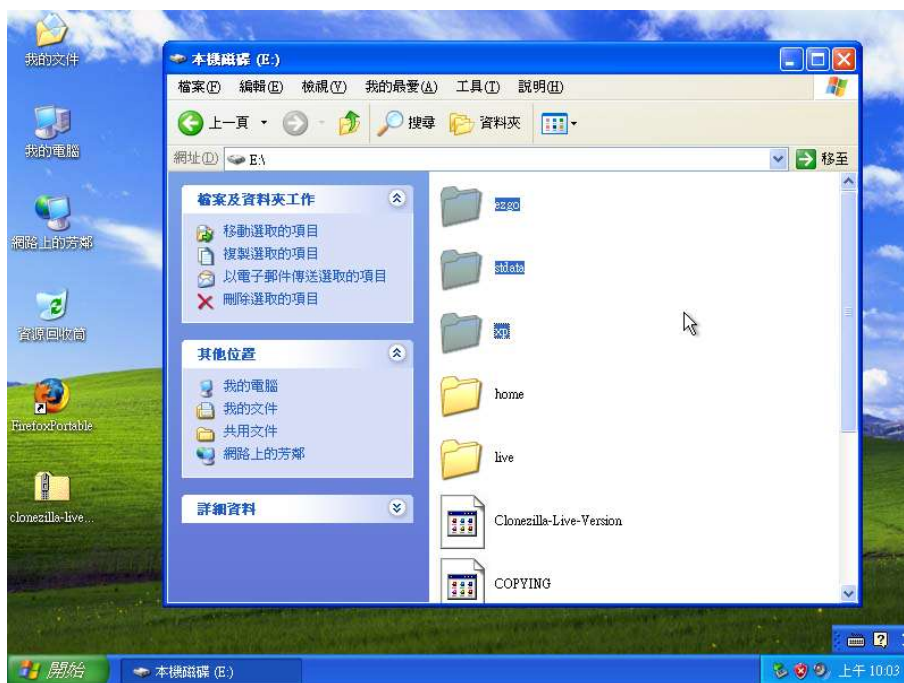 我的文件
我的電腦
網路上的芳鄰
資源回收筒
FirefoxPortable
clonezilla-live...
本機磁碟 (E:)
檔案(F) 編輯(E) 檢視(V) 我的最愛(A) 工具(T) 說明(H)
上一頁 搜尋 資料夾
網址(D) E:\ 移至
檔案及資料夾工作
移動選取的項目
複製選取的項目
以電子郵件傳送選取的項目
刪除選取的項目
其他位置
我的電腦
我的文件
共用文件
網路上的芳鄰
詳細資料
ezgo
stdata
xp
home
live
Clonezilla-Live-Version
COPYING
開始 本機磁碟 (E:) 上午 10:03